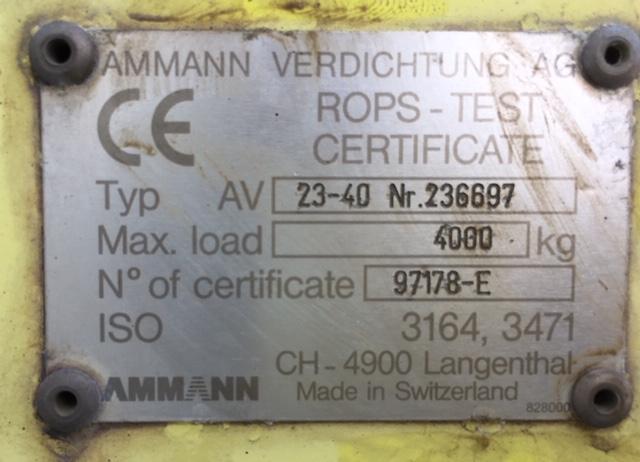 AMMANN VERDICHTUNG AG
CE
ROPS - TEST
CERTIFICATE
Typ AV 23-40 Nr.236697
Max. load 4000 kg
N° of certificate 97178-E
ISO 3164, 3471
CH - 4900 Langenthal
AMMANN Made in Switzerland
828000